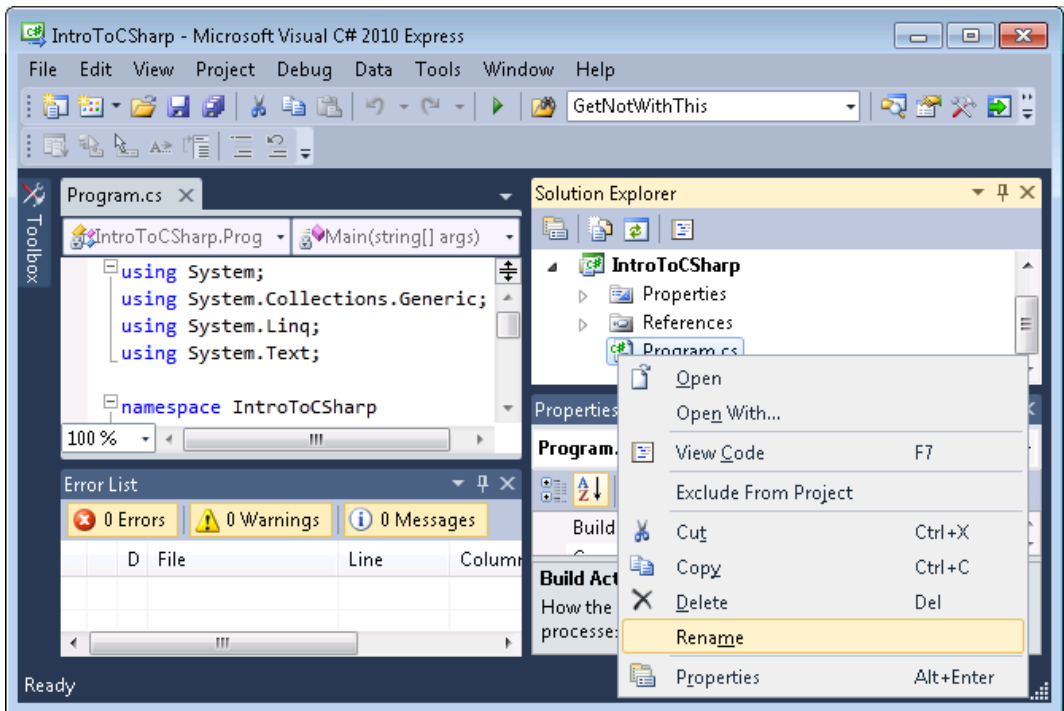 IntroToCSharp - Microsoft Visual C# 2010 Express
File Edit View Project Debug Data Tools Window Help
GetNotWithThis
Toolbox
Program.cs
IntroToCSharp.Prog
Main(string[] args)
using System;
using System.Collections.Generic;
using System.Linq;
using System.Text;
namespace IntroToCSharp
100 %
Error List
0 Errors 0 Warnings 0 Messages
D File Line Column
Solution Explorer
IntroToCSharp
Properties
References
Program.cs
Properties
Program.
Build
Build Act
How the
processe:
Open
Open With...
View Code F7
Exclude From Project
Cut Ctrl+X
Copy Ctrl+C
Delete Del
Rename
Properties Alt+Enter
Ready